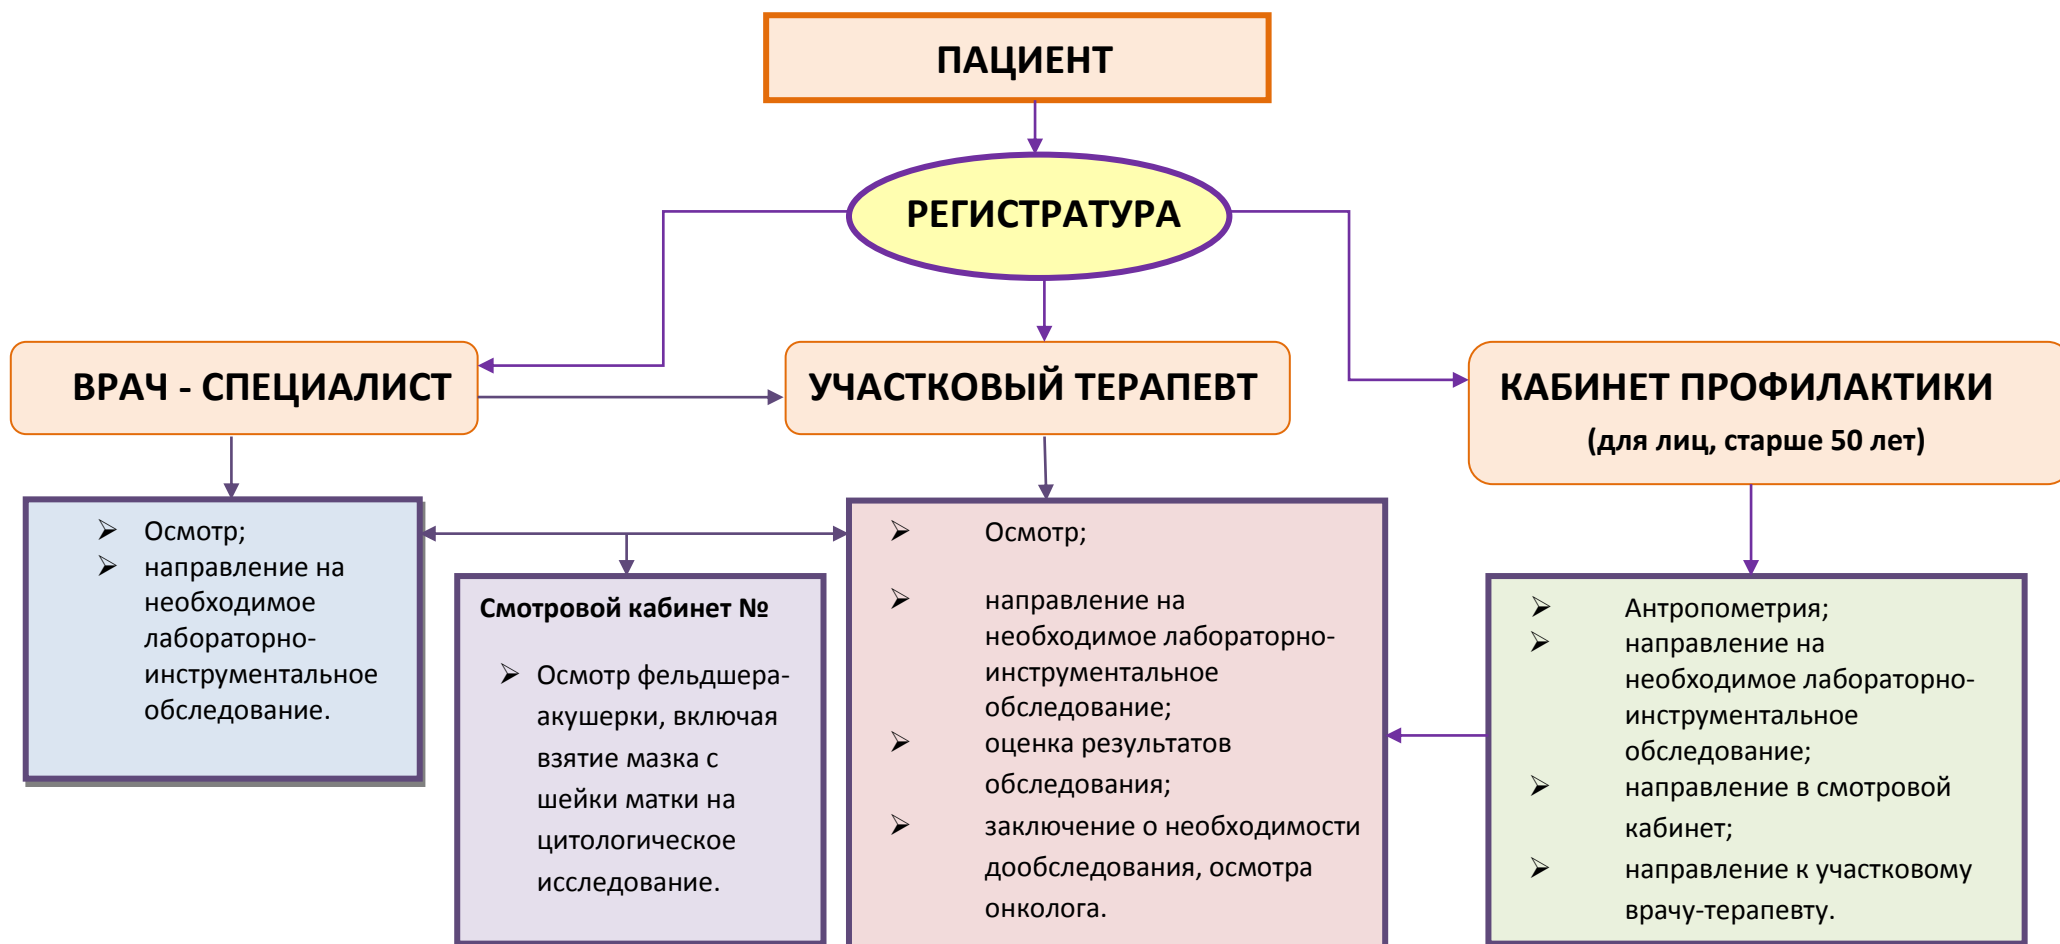 ПАЦИЕНТ
РЕГИСТРАТУРА
ВРАЧ - СПЕЦИАЛИСТ
УЧАСТКОВЫЙ ТЕРАПЕВТ
КАБИНЕТ ПРОФИЛАКТИКИ
(для лиц, старше 50 лет)
➢ Осмотр;
➢ направление на
необходимое
лабораторно-
инструментальное
обследование.
Смотровой кабинет №
➢ Осмотр фельдшера-
акушерки, включая
взятие мазка с
шейки матки на
цитологическое
исследование.
➢ Осмотр;
➢ направление на
необходимое лабораторно-
инструментальное
обследование;
➢ оценка результатов
обследования;
➢ заключение о необходимости
дообследования, осмотра
онколога.
➢ Антропометрия;
➢ направление на
необходимое лабораторно-
инструментальное
обследование;
➢ направление в смотровой
кабинет;
➢ направление к участковому
врачу-терапевту.